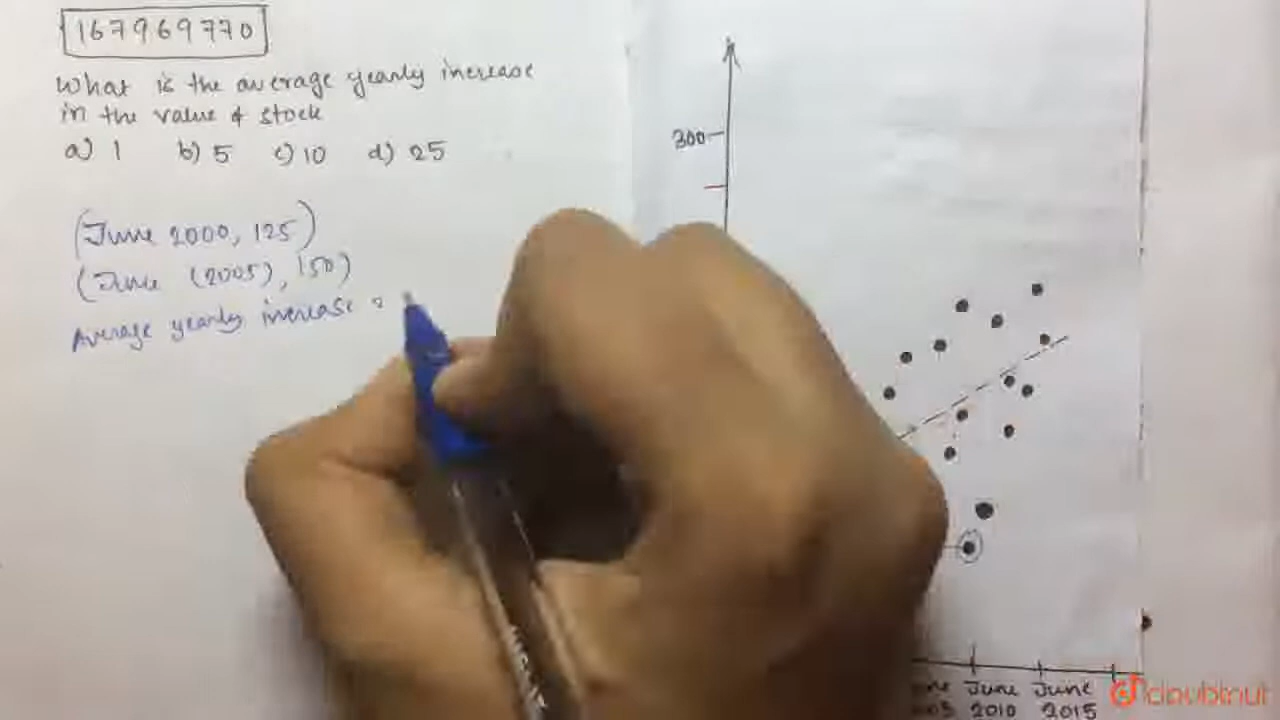 167969770
What is the average yearly increase
in the value of stock
a) 1 b) 5 c) 10 d) 25
(June 2000, 125)
(June (2005), 150)
Average yearly increase =
300
June June
2010 2015
doubtnut